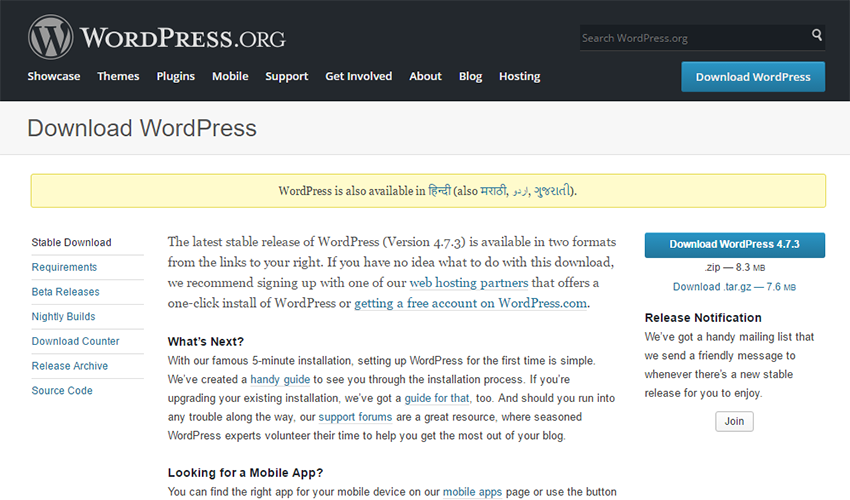 WORDPRESS.ORG
Search WordPress.org
Showcase Themes Plugins Mobile Support Get Involved About Blog Hosting
Download WordPress
Download WordPress
WordPress is also available in हिन्दी (also मराठी, اردو, ગુજરાતી).
Stable Download
Requirements
Beta Releases
Nightly Builds
Download Counter
Release Archive
Source Code
The latest stable release of WordPress (Version 4.7.3) is available in two formats
from the links to your right. If you have no idea what to do with this download,
we recommend signing up with one of our web hosting partners that offers a
one-click install of WordPress or getting a free account on WordPress.com.
What's Next?
With our famous 5-minute installation, setting up WordPress for the first time is simple.
We've created a handy guide to see you through the installation process. If you're
upgrading your existing installation, we've got a guide for that, too. And should you run into
any trouble along the way, our support forums are a great resource, where seasoned
WordPress experts volunteer their time to help you get the most out of your blog.
Looking for a Mobile App?
You can find the right app for your mobile device on our mobile apps page or use the button
Download WordPress 4.7.3
.zip — 8.3 MB
Download .tar.gz — 7.6 MB
Release Notification
We've got a handy mailing list that
we send a friendly message to
whenever there's a new stable
release for you to enjoy.
Join